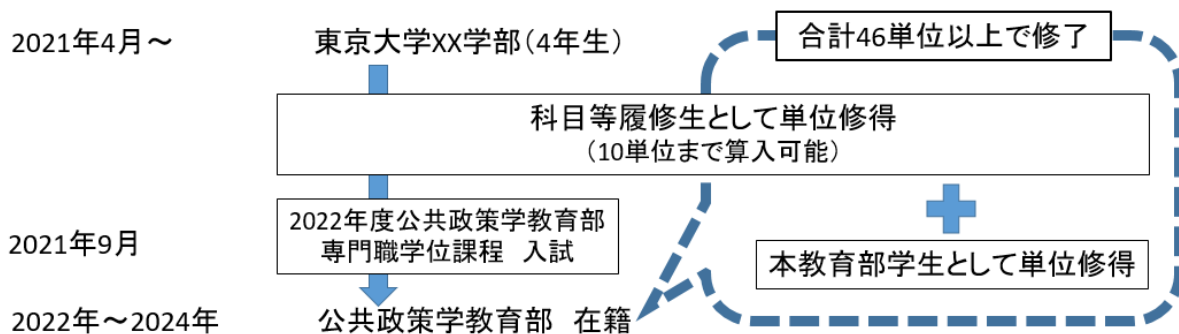 2021年4月～
東京大学XX学部（4年生）
合計46単位以上で修了
科目等履修生として単位修得
（10単位まで算入可能）
2021年9月
2022年度公共政策学教育部
専門職学位課程　入試
本教育部学生として単位修得
2022年～2024年
公共政策学教育部　在籍